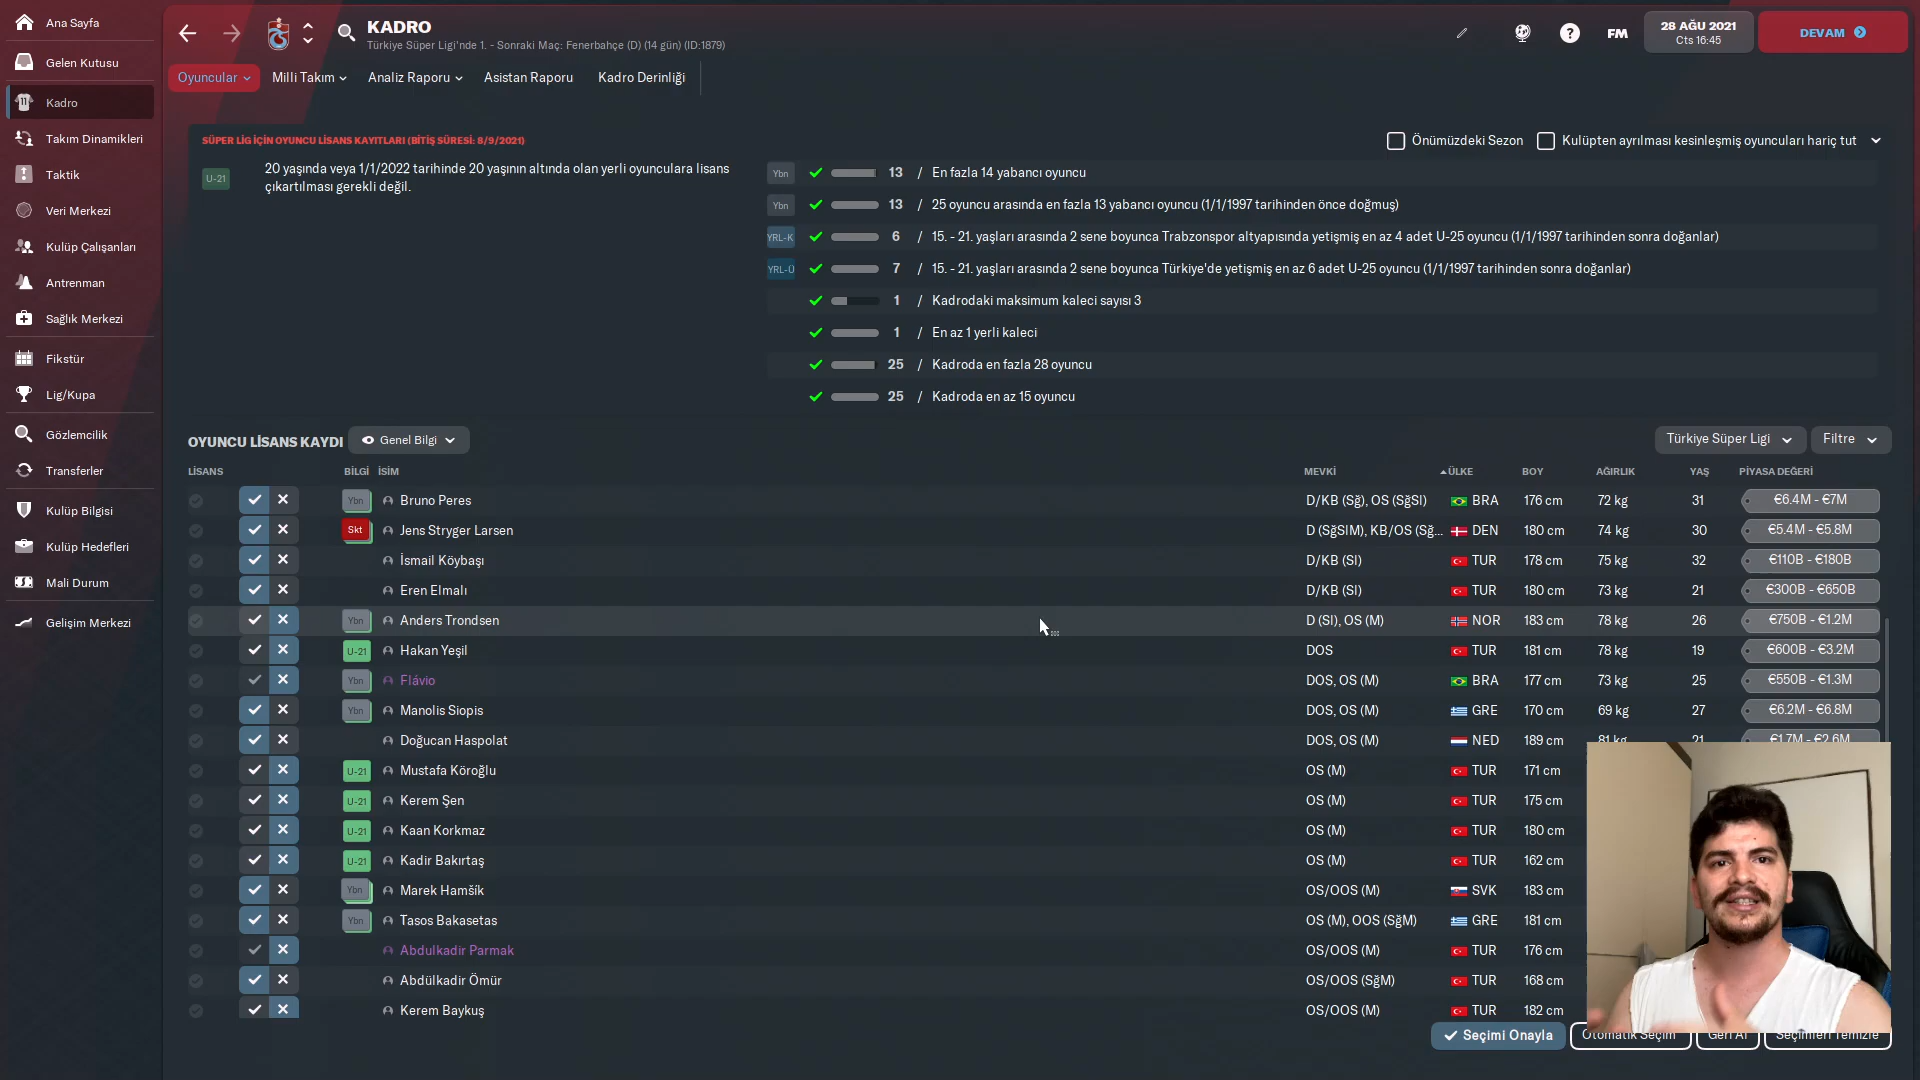 Ana Sayfa
Gelen Kutusu
Kadro
Takım Dinamikleri
Taktik
Veri Merkezi
Kulüp Çalışanları
Antrenman
Sağlık Merkezi
Fikstür
Lig/Kupa
Gözlemcilik
Transferler
Kulüp Bilgisi
Kulüp Hedefleri
Mali Durum
Gelişim Merkezi
KADRO
Türkiye Süper Ligi'nde 1. - Sonraki Maç: Fenerbahçe (D) (14 gün) (ID:1879)
FM
28 AĞU 2021
Cts 16:45
DEVAM
Oyuncular Milli Takım Analiz Raporu Asistan Raporu Kadro Derinliği
SÜPER LİG İÇİN OYUNCU LİSANS KAYITLARI (BİTİŞ SÜRESİ: 8/9/2021)
Önümüzdeki Sezon Kulüpten ayrılması kesinleşmiş oyuncuları hariç tut
U-21 20 yaşında veya 1/1/2022 tarihinde 20 yaşının altında olan yerli oyunculara lisans
çıkartılması gerekli değil.
Ybn 13 / En fazla 14 yabancı oyuncu
Ybn 13 / 25 oyuncu arasında en fazla 13 yabancı oyuncu (1/1/1997 tarihinden önce doğmuş)
YRL-K 6 / 15. - 21. yaşları arasında 2 sene boyunca Trabzonspor altyapısında yetişmiş en az 4 adet U-25 oyuncu (1/1/1997 tarihinden sonra doğanlar)
YRL-Ü 7 / 15. - 21. yaşları arasında 2 sene boyunca Türkiye'de yetişmiş en az 6 adet U-25 oyuncu (1/1/1997 tarihinden sonra doğanlar)
1 / Kadrodaki maksimum kaleci sayısı 3
1 / En az 1 yerli kaleci
25 / Kadroda en fazla 28 oyuncu
25 / Kadroda en az 15 oyuncu
OYUNCU LİSANS KAYDI Genel Bilgi Türkiye Süper Ligi Filtre
LİSANS BİLGİ İSİM MEVKİ ÜLKE BOY AĞIRLIK YAŞ PİYASA DEĞERİ
Ybn Bruno Peres D/KB (Sğ), OS (SğSl) BRA 176 cm 72 kg 31 €6.4M - €7M
Skt Jens Stryger Larsen D (SğSlM), KB/OS (Sğ... DEN 180 cm 74 kg 30 €5.4M - €5.8M
İsmail Köybaşı D/KB (Sl) TUR 178 cm 75 kg 32 €110B - €180B
Eren Elmalı D/KB (Sl) TUR 180 cm 73 kg 21 €300B - €650B
Ybn Anders Trondsen D (Sl), OS (M) NOR 183 cm 78 kg 26 €750B - €1.2M
U-21 Hakan Yeşil DOS TUR 181 cm 78 kg 19 €600B - €3.2M
Ybn Flávio DOS, OS (M) BRA 177 cm 73 kg 25 €550B - €1.3M
Ybn Manolis Siopis DOS, OS (M) GRE 170 cm 69 kg 27 €6.2M - €6.8M
Doğucan Haspolat DOS, OS (M) NED 189 cm 81 kg 21 €1.7M - €2.6M
U-21 Mustafa Köroğlu OS (M) TUR 171 cm
U-21 Kerem Şen OS (M) TUR 175 cm
U-21 Kaan Korkmaz OS (M) TUR 180 cm
U-21 Kadir Bakırtaş OS (M) TUR 162 cm
Ybn Marek Hamšík OS/OOS (M) SVK 183 cm
Ybn Tasos Bakasetas OS (M), OOS (SğM) GRE 181 cm
Abdulkadir Parmak OS/OOS (M) TUR 176 cm
Abdülkadir Ömür OS/OOS (SğM) TUR 168 cm
Kerem Baykuş OS/OOS (M) TUR 182 cm
Seçimi Onayla Otomatik Seçim Geri Al Seçimleri Temizle